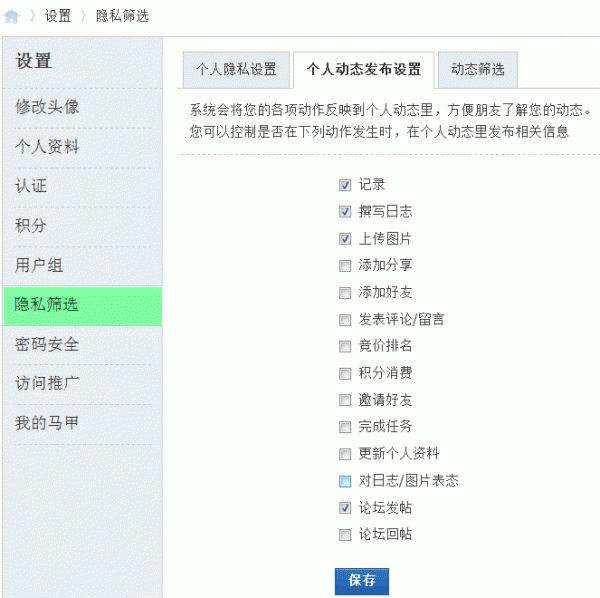 设置 隐私筛选
设置
修改头像
个人资料
认证
积分
用户组
隐私筛选
密码安全
访问推广
我的马甲
个人隐私设置 个人动态发布设置 动态筛选
系统会将您的各项动作反映到个人动态里，方便朋友了解您的动态。
您可以控制是否在下列动作发生时，在个人动态里发布相关信息
记录
撰写日志
上传图片
添加分享
添加好友
发表评论/留言
竞价排名
积分消费
邀请好友
完成任务
更新个人资料
对日志/图片表态
论坛发帖
论坛回帖
保存